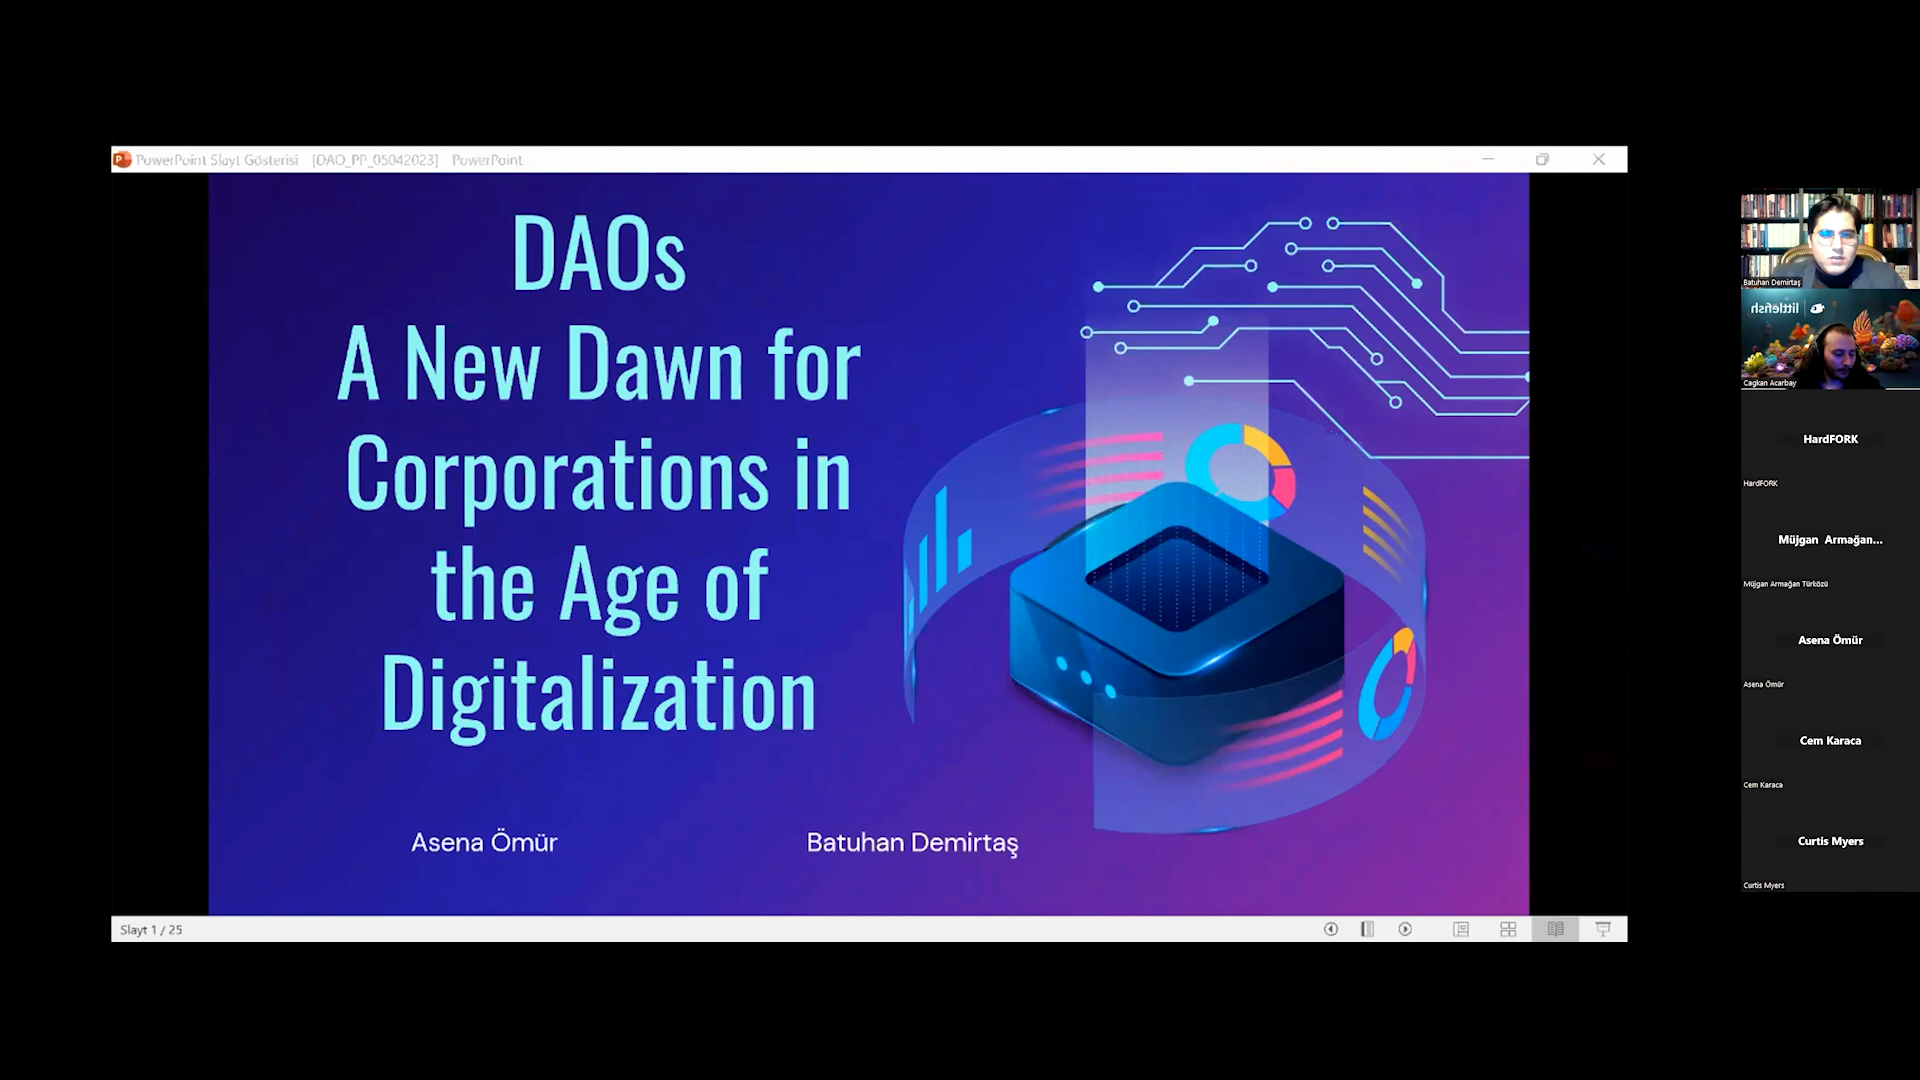 PowerPoint Slayt Gösterisi [DAO_PP_05042023] PowerPoint
DAOs
A New Dawn for
Corporations in
the Age of
Digitalization
Asena Ömür
Batuhan Demirtaş
Slayt 1 / 25
Batuhan Demirtaş
littlefish
Cagkan Acarbay
HardFORK
HardFORK
Müjgan Armağan...
Müjgan Armağan Türközü
Asena Ömür
Asena Ömür
Cem Karaca
Cem Karaca
Curtis Myers
Curtis Myers